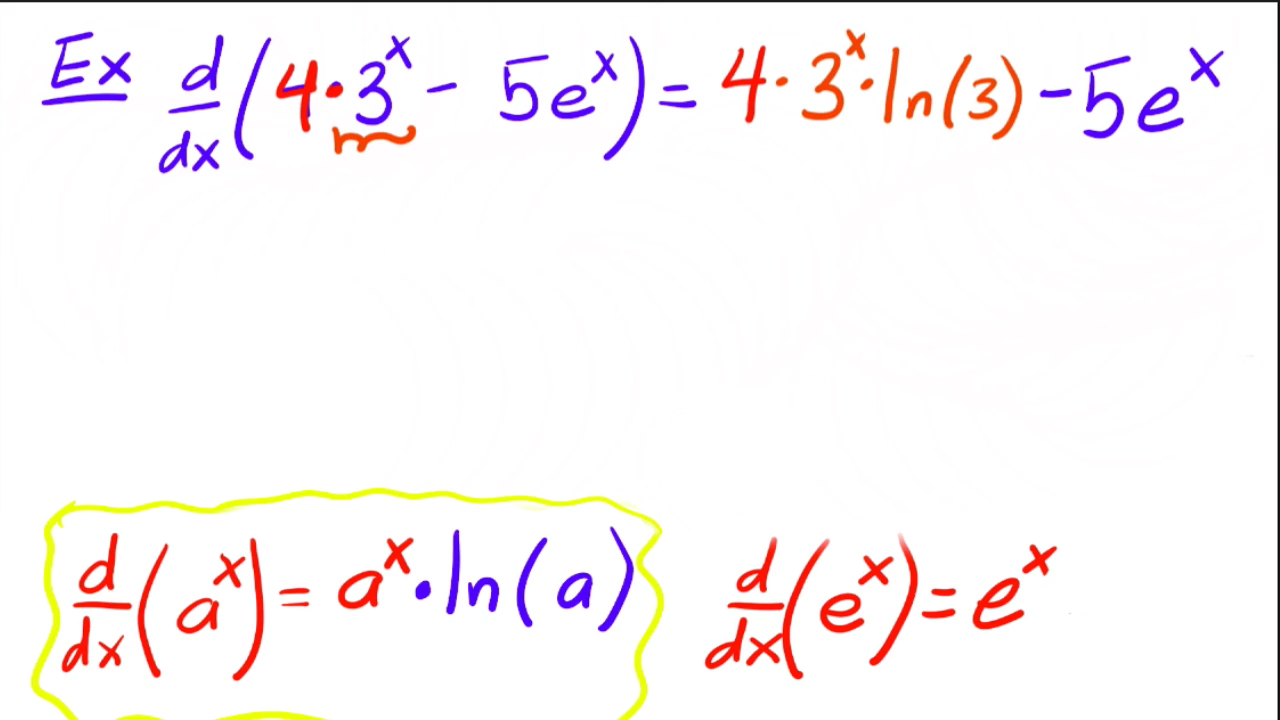 Ex d/dx (4 · 3^x - 5e^x) = 4 · 3^x · ln(3) - 5e^x
d/dx (a^x) = a^x · ln(a)
d/dx (e^x) = e^x